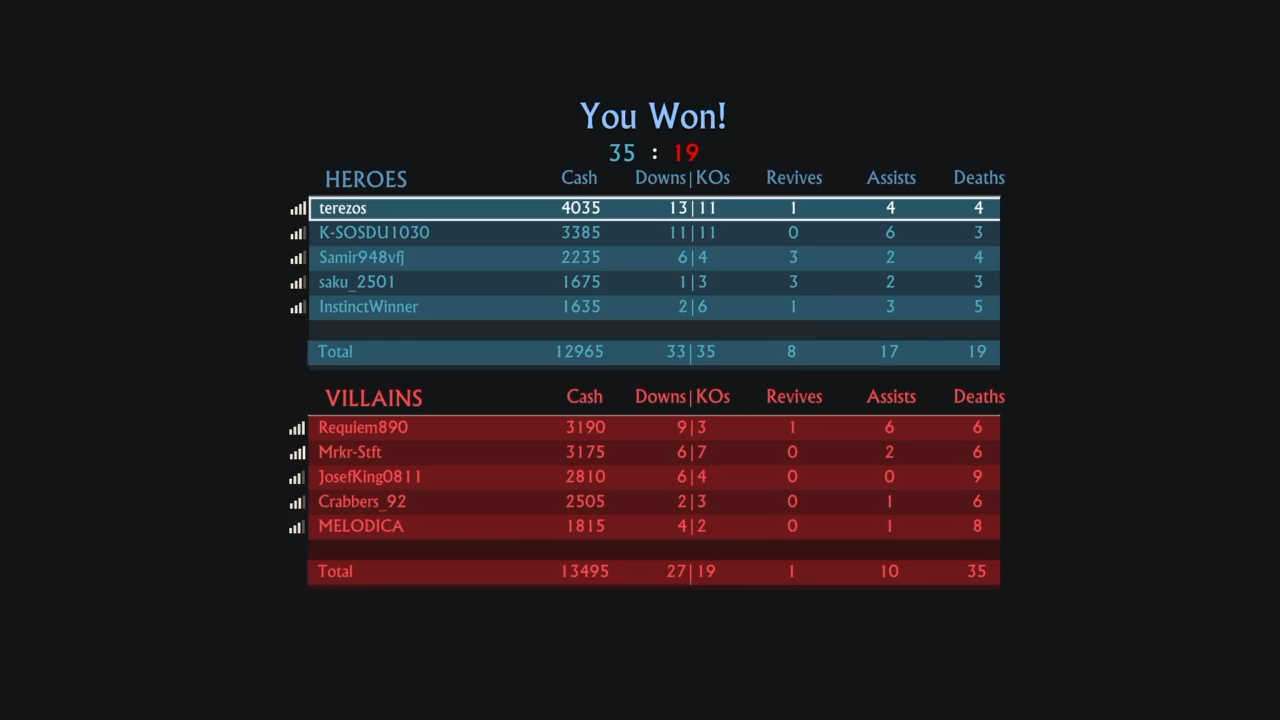 You Won!
35 : 19
HEROES Cash Downs|KOs Revives Assists Deaths
terezos 4035 13|11 1 4 4
K-SOSDU1030 3385 11|11 0 6 3
Samir948vfj 2235 6|4 3 2 4
saku_2501 1675 1|3 3 2 3
InstinctWinner 1635 2|6 1 3 5
Total 12965 33|35 8 17 19
VILLAINS Cash Downs|KOs Revives Assists Deaths
Requiem890 3190 9|3 1 6 6
Mrkr-Stft 3175 6|7 0 2 6
JosefKing0811 2810 6|4 0 0 9
Crabbers_92 2505 2|3 0 1 6
MELODICA 1815 4|2 0 1 8
Total 13495 27|19 1 10 35